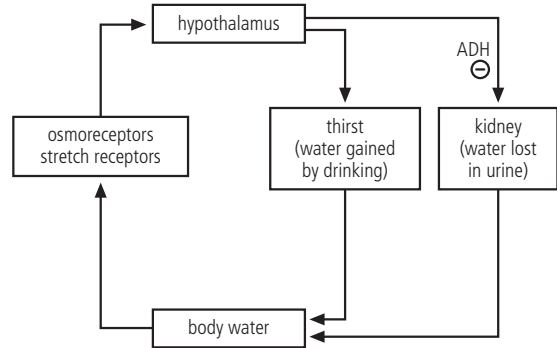 hypothalamus
ADH
⊖
osmoreceptors
stretch receptors
thirst
(water gained
by drinking)
kidney
(water lost
in urine)
body water